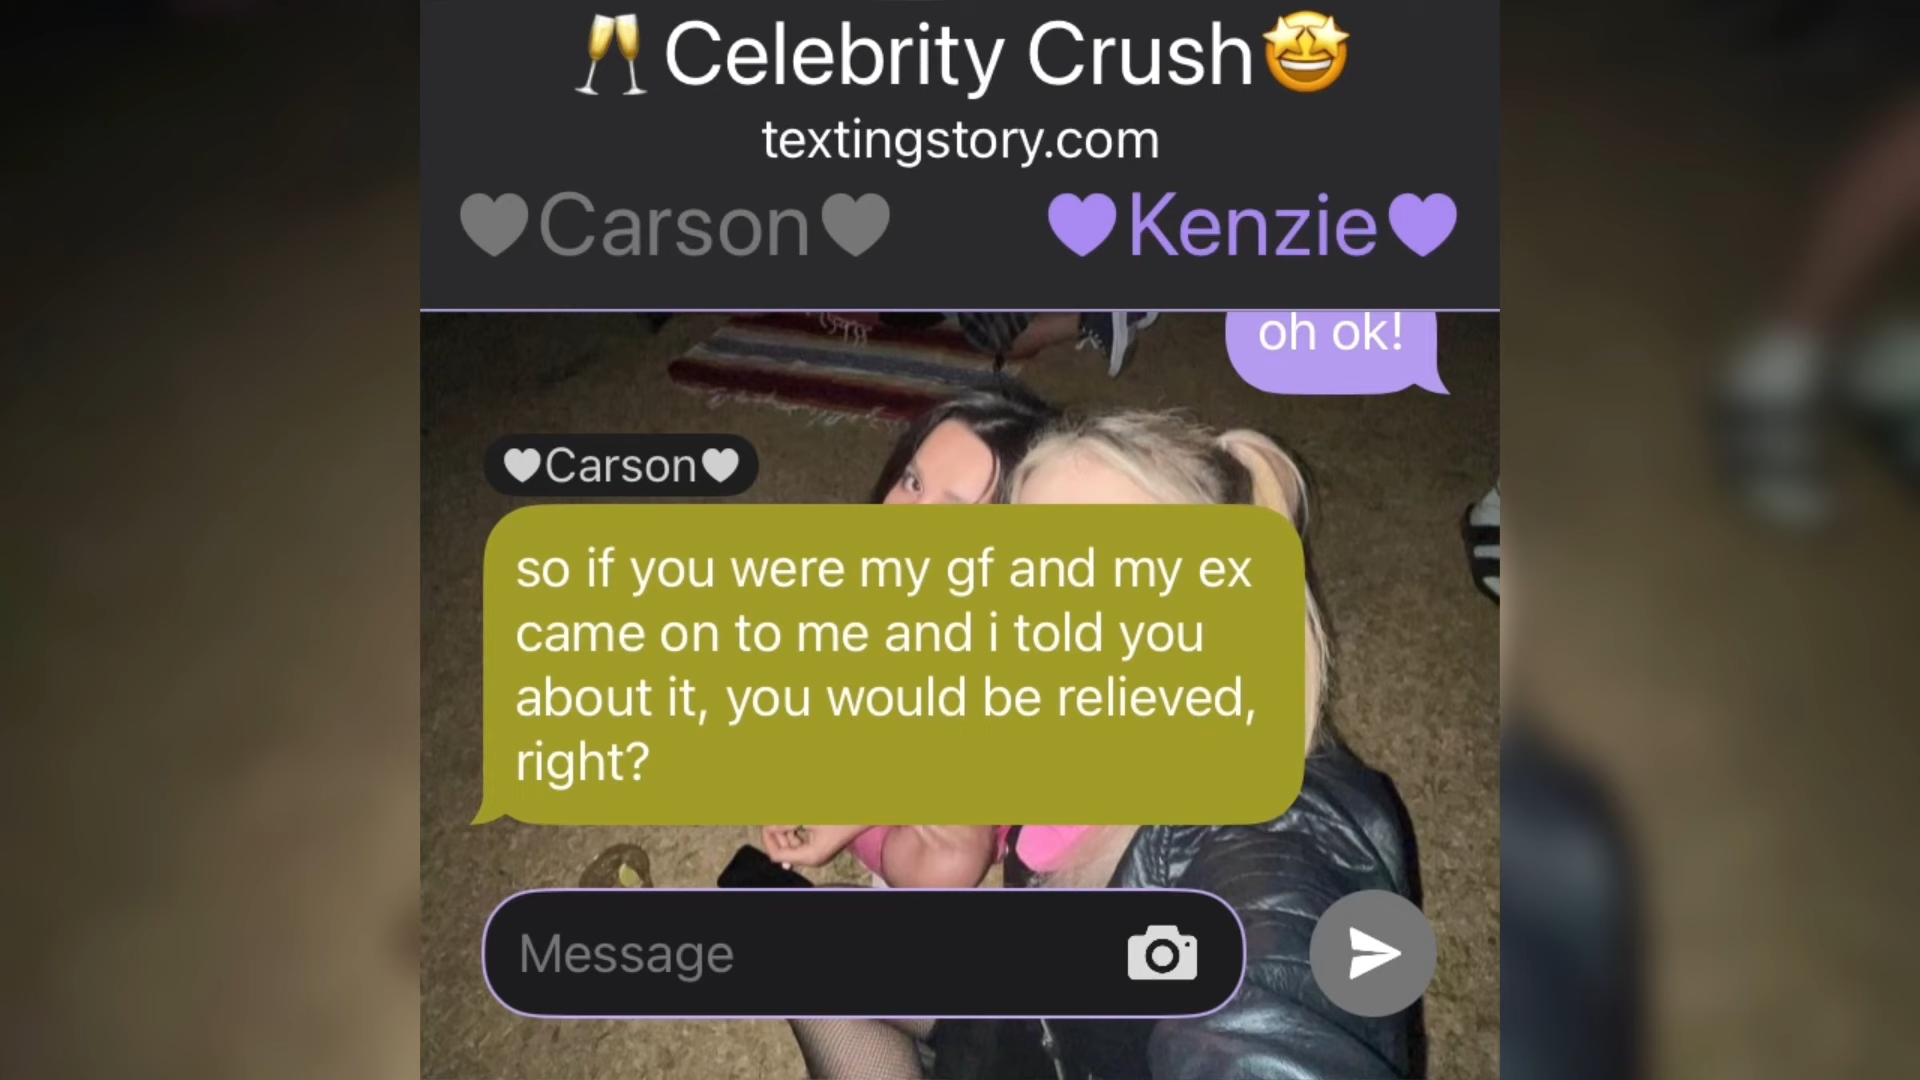 🥂Celebrity Crush🤩
textingstory.com
🩶Carson🩶 💜Kenzie💜
oh ok!
🤍Carson🤍
so if you were my gf and my ex
came on to me and i told you
about it, you would be relieved,
right?
Message